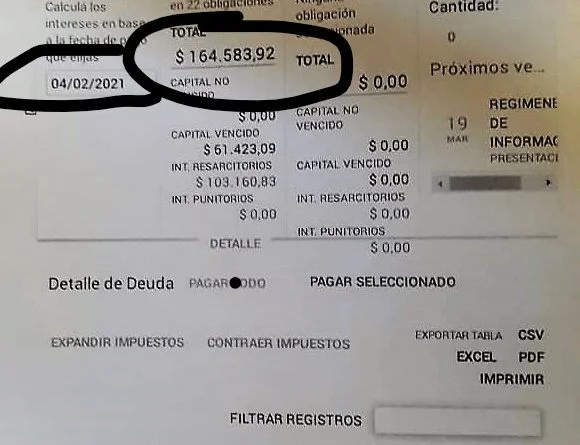 Calculá los
intereses en base
a la fecha de
que elijas
04/02/2021
en 22 obligaciones
TOTAL
$ 164.583,92
CAPITAL NO
$ 0,00
CAPITAL VENCIDO
$ 61.423,09
INT. RESARCITORIOS
$ 103.160,83
INT. PUNITORIOS
$ 0,00
obligación
TOTAL
$ 0,00
CAPITAL NO
VENCIDO
$ 0,00
CAPITAL VENCIDO
$ 0,00
INT. RESARCITORIOS
$ 0,00
INT. PUNITORIOS
$ 0,00
Cantidad:
0
Próximos ve...
19
MAR
REGIMENE
DE
INFORMAC
PRESENTACI
DETALLE
Detalle de Deuda
PAGAR
PAGAR SELECCIONADO
EXPANDIR IMPUESTOS
CONTRAER IMPUESTOS
EXPORTAR TABLA CSV
EXCEL PDF
IMPRIMIR
FILTRAR REGISTROS